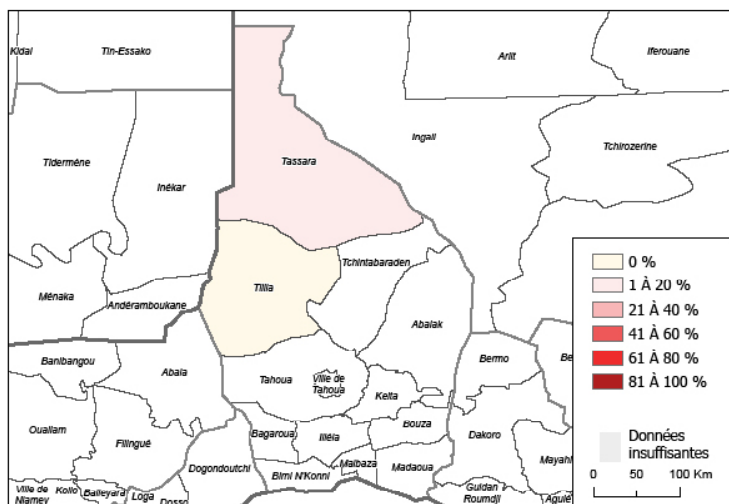 Kidal
Tin-Essako
Arlit
Iferouane
Ingall
Tchirozerine
Tassara
Tidermène
Inékar
Tillia
Tchintabaraden
Ménaka
Andéramboukane
Abalak
Banibangou
Abala
Tahoua
Ville de
Tahoua
Bermo
Be
Keita
Ouallam
Filingué
Bagaroua
Illéla
Bouza
Dakoro
Mayahi
Dogondoutchi
Birni N'Konni
Malbaza
Madaoua
Ville de
Niamey
Kollo
Balleyara
Loga
Dosso
Guidan
Roumdji
Aguié
0 %
1 À 20 %
21 À 40 %
41 À 60 %
61 À 80 %
81 À 100 %
Données
insuffisantes
0 50 100 Km